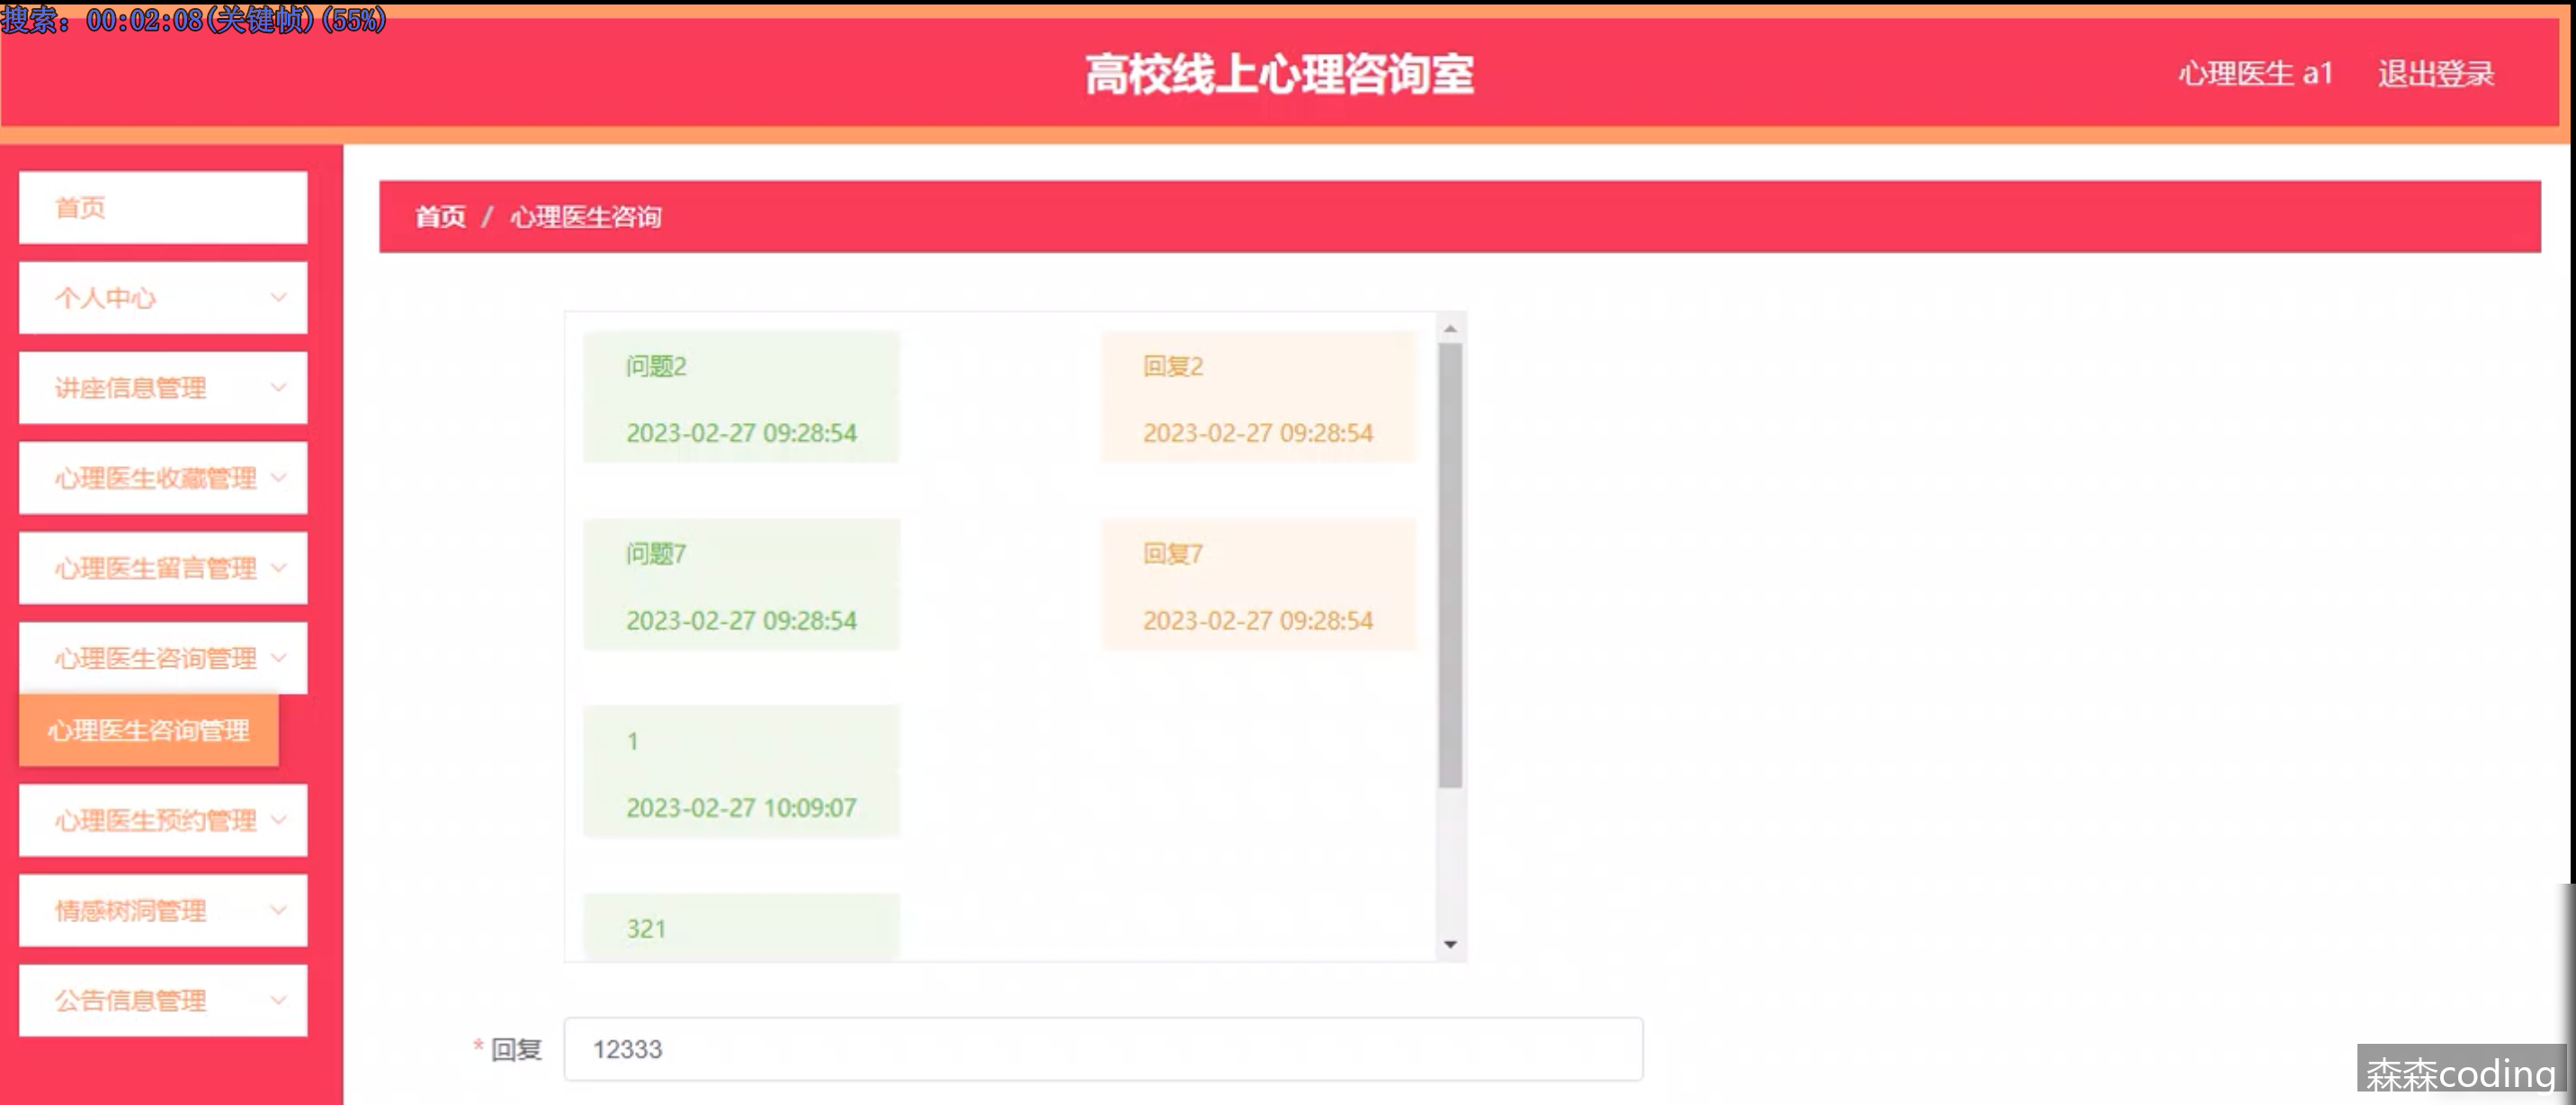 搜索: 00:02:08(关键帧)(55%)
高校线上心理咨询室
心理医生 a1
退出登录
首页
个人中心
讲座信息管理
心理医生收藏管理
心理医生留言管理
心理医生咨询管理
心理医生咨询管理
心理医生预约管理
情感树洞管理
公告信息管理
首页 / 心理医生咨询
问题2
2023-02-27 09:28:54
回复2
2023-02-27 09:28:54
问题7
2023-02-27 09:28:54
回复7
2023-02-27 09:28:54
1
2023-02-27 10:09:07
321
* 回复
12333
森森coding